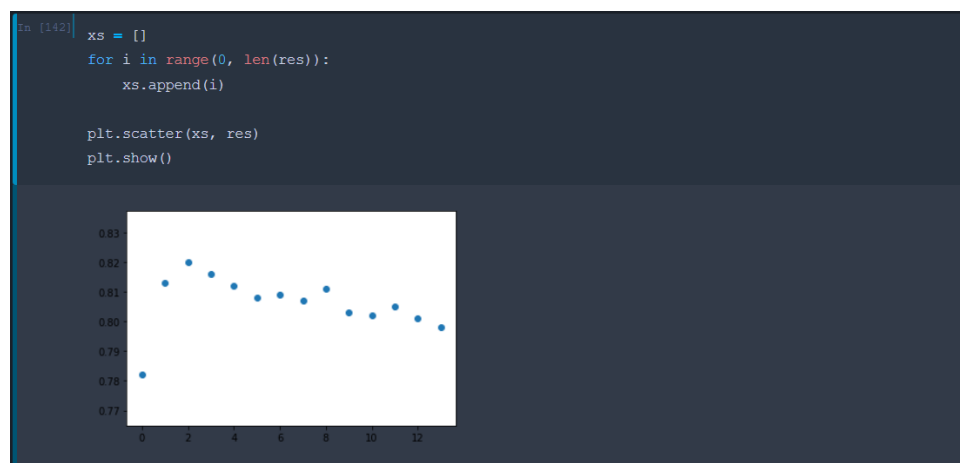 In [142]
xs = []
for i in range(0, len(res)):
    xs.append(i)
plt.scatter(xs, res)
plt.show()
0.83
0.82
0.81
0.80
0.79
0.78
0.77
0 2 4 6 8 10 12